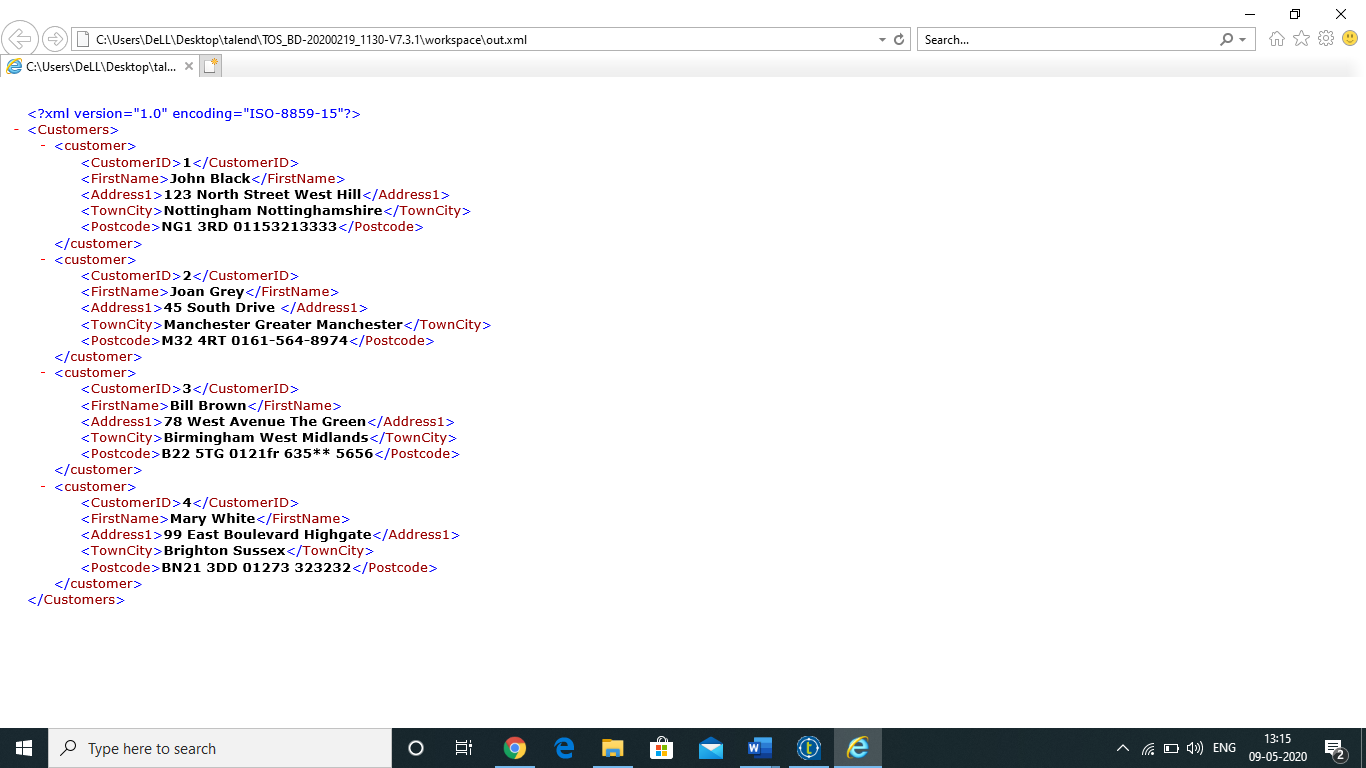 C:\Users\DeLL\Desktop\talend\TOS_BD-20200219_1130-V7.3.1\workspace\out.xml
Search...
C:\Users\DeLL\Desktop\tal...
<?xml version="1.0" encoding="ISO-8859-15"?>
- <Customers>
- <customer>
<CustomerID>1</CustomerID>
<FirstName>John Black</FirstName>
<Address1>123 North Street West Hill</Address1>
<TownCity>Nottingham Nottinghamshire</TownCity>
<Postcode>NG1 3RD 01153213333</Postcode>
</customer>
- <customer>
<CustomerID>2</CustomerID>
<FirstName>Joan Grey</FirstName>
<Address1>45 South Drive </Address1>
<TownCity>Manchester Greater Manchester</TownCity>
<Postcode>M32 4RT 0161-564-8974</Postcode>
</customer>
- <customer>
<CustomerID>3</CustomerID>
<FirstName>Bill Brown</FirstName>
<Address1>78 West Avenue The Green</Address1>
<TownCity>Birmingham West Midlands</TownCity>
<Postcode>B22 5TG 0121fr 635** 5656</Postcode>
</customer>
- <customer>
<CustomerID>4</CustomerID>
<FirstName>Mary White</FirstName>
<Address1>99 East Boulevard Highgate</Address1>
<TownCity>Brighton Sussex</TownCity>
<Postcode>BN21 3DD 01273 323232</Postcode>
</customer>
</Customers>
Type here to search
ENG
13:15
09-05-2020
2